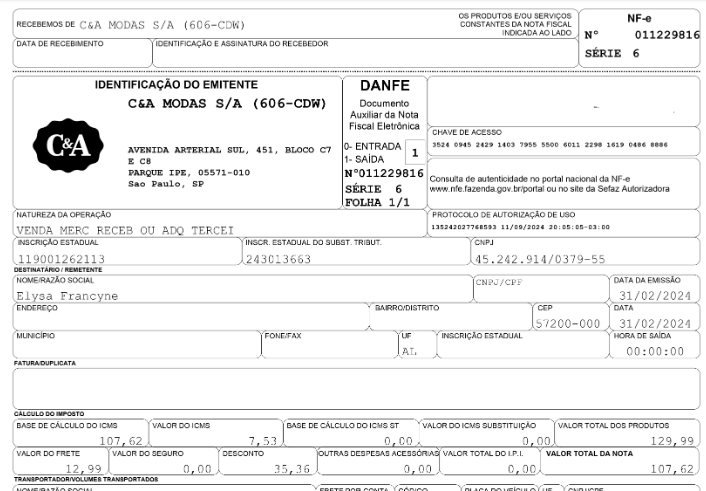 RECEBEMOS DE C&A MODAS S/A (606-CDW)
OS PRODUTOS E/OU SERVIÇOS
CONSTANTES DA NOTA FISCAL
INDICADA AO LADO
NF-e
Nº 011229816
SÉRIE 6
DATA DE RECEBIMENTO IDENTIFICAÇÃO E ASSINATURA DO RECEBEDOR
IDENTIFICAÇÃO DO EMITENTE
C&A
C&A MODAS S/A (606-CDW)
AVENIDA ARTERIAL SUL, 451, BLOCO C7
E C8
PARQUE IPE, 05571-010
Sao Paulo, SP
DANFE
Documento
Auxiliar da Nota
Fiscal Eletrônica
0- ENTRADA
1- SAÍDA
1
Nº011229816
SÉRIE 6
FOLHA 1/1
CHAVE DE ACESSO
3524 0945 2429 1403 7955 5500 6011 2298 1619 0486 8886
Consulta de autenticidade no portal nacional da NF-e
www.nfe.fazenda.gov.br/portal ou no site da Sefaz Autorizadora
NATUREZA DA OPERAÇÃO
VENDA MERC RECEB OU ADQ TERCEI
PROTOCOLO DE AUTORIZAÇÃO DE USO
135242027768593 11/09/2024 20:05:05-03:00
INSCRIÇÃO ESTADUAL INSCR. ESTADUAL DO SUBST. TRIBUT. CNPJ
119001262113 243013663 45.242.914/0379-55
DESTINATÁRIO / REMETENTE
NOME/RAZÃO SOCIAL CNPJ/CPF DATA DA EMISSÃO
Elysa Francyne 31/02/2024
ENDEREÇO BAIRRO/DISTRITO CEP DATA
57200-000 31/02/2024
MUNICÍPIO FONE/FAX UF INSCRIÇÃO ESTADUAL HORA DE SAÍDA
AL 00:00:00
FATURA/DUPLICATA
CÁLCULO DO IMPOSTO
BASE DE CÁLCULO DO ICMS VALOR DO ICMS BASE DE CÁLCULO DO ICMS ST VALOR DO ICMS SUBSTITUIÇÃO VALOR TOTAL DOS PRODUTOS
107,62 7,53 0,00 0,00 129,99
VALOR DO FRETE VALOR DO SEGURO DESCONTO OUTRAS DESPESAS ACESSÓRIAS VALOR TOTAL DO I.P.I. VALOR TOTAL DA NOTA
12,99 0,00 35,36 0,00 0,00 107,62
TRANSPORTADOR/VOLUMES TRANSPORTADOS
NOME/RAZÃO SOCIAL FRETE POR CONTA CÓDIGO PLACA DO VEÍCULO UF CNPJ/CPF